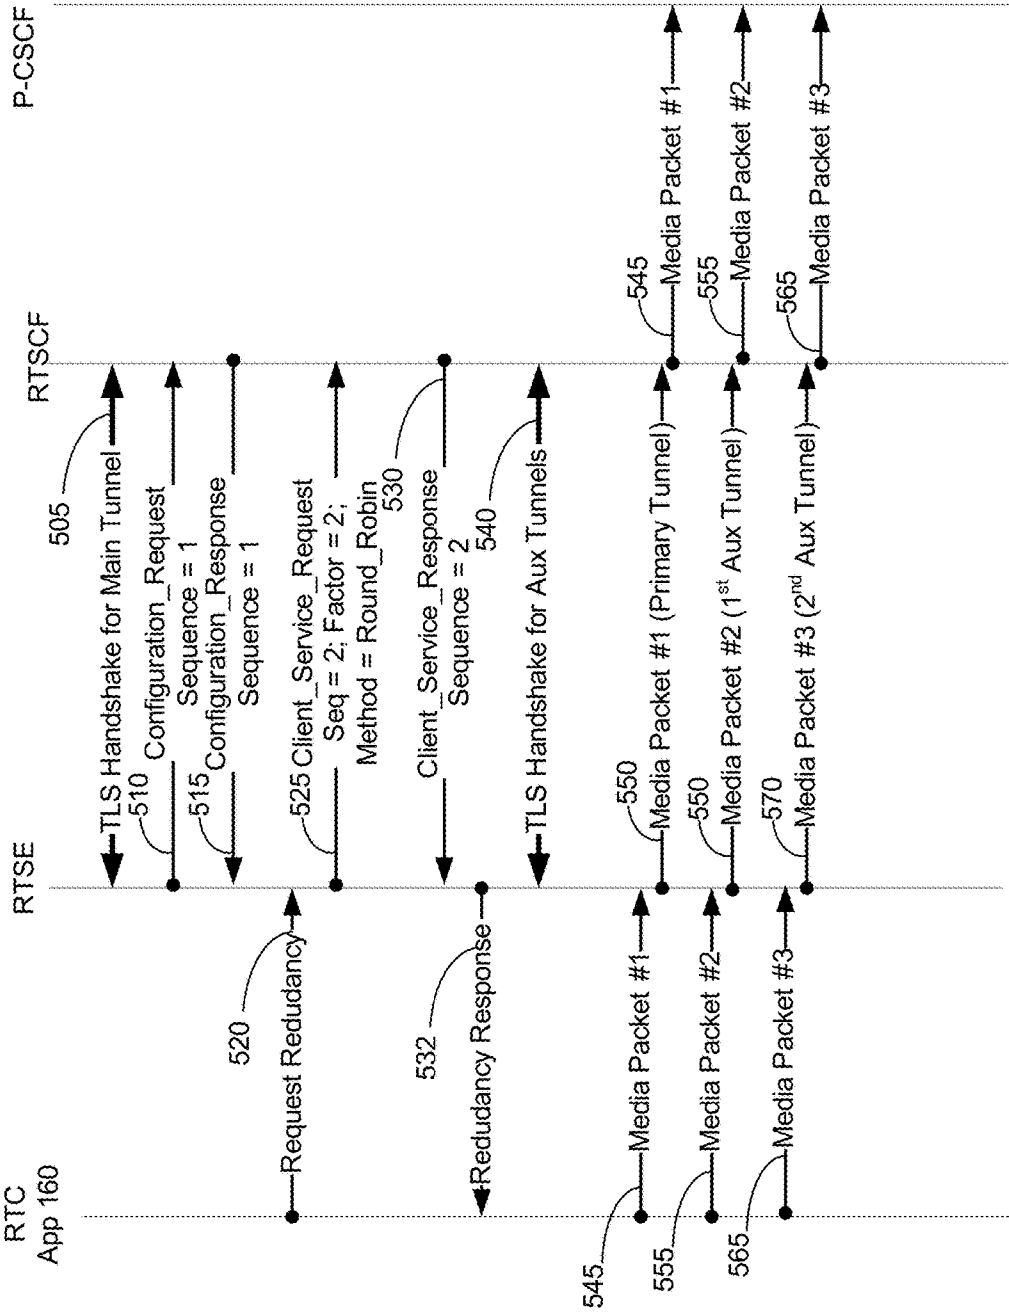 RTC
App 160
RTSE
RTSCF
P-CSCF
505
TLS Handshake for Main Tunnel
510
Configuration_Request
Sequence = 1
515
Configuration_Response
Sequence = 1
520
Request Redudancy
525
Client_Service_Request
Seq = 2; Factor = 2;
Method = Round_Robin
530
Client_Service_Response
Sequence = 2
532
Redudancy Response
540
TLS Handshake for Aux Tunnels
545
Media Packet #1
550
Media Packet #1 (Primary Tunnel)
545
Media Packet #1
555
Media Packet #2
550
Media Packet #2 (1st Aux Tunnel)
555
Media Packet #2
565
Media Packet #3
570
Media Packet #3 (2nd Aux Tunnel)
565
Media Packet #3